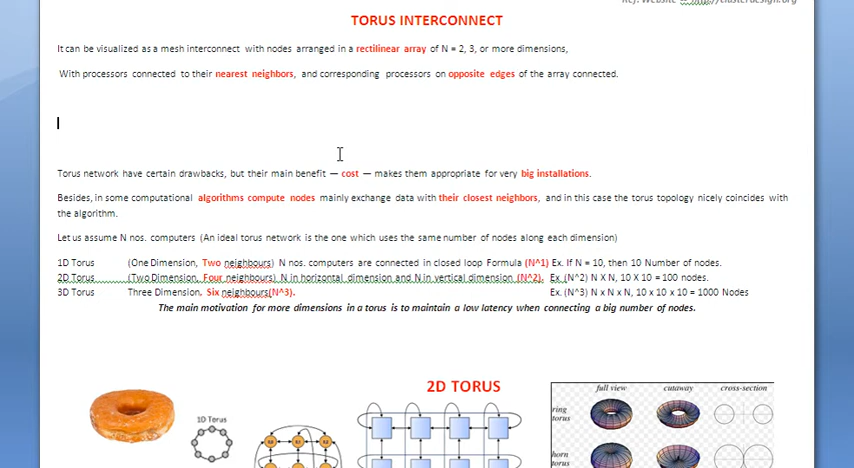 Ref. Website – http://clusterdesign.org
TORUS INTERCONNECT
It can be visualized as a mesh interconnect with nodes arranged in a rectilinear array of N = 2, 3, or more dimensions,
With processors connected to their nearest neighbors, and corresponding processors on opposite edges of the array connected.
Torus network have certain drawbacks, but their main benefit — cost — makes them appropriate for very big installations.
Besides, in some computational algorithms compute nodes mainly exchange data with their closest neighbors, and in this case the torus topology nicely coincides with
the algorithm.
Let us assume N nos. computers (An ideal torus network is the one which uses the same number of nodes along each dimension)
1D Torus (One Dimension, Two neighbours) N nos. computers are connected in closed loop Formula (N^1) Ex. If N = 10, then 10 Number of nodes.
2D Torus (Two Dimension, Four neighbours) N in horizontal dimension and N in vertical dimension (N^2). Ex. (N^2) N X N, 10 X 10 = 100 nodes.
3D Torus Three Dimension, Six neighbours(N^3). Ex. (N^3) N x N x N, 10 x 10 x 10 = 1000 Nodes
The main motivation for more dimensions in a torus is to maintain a low latency when connecting a big number of nodes.
2D TORUS
full view cutaway cross-section
ring
torus
1D Torus
horn
torus